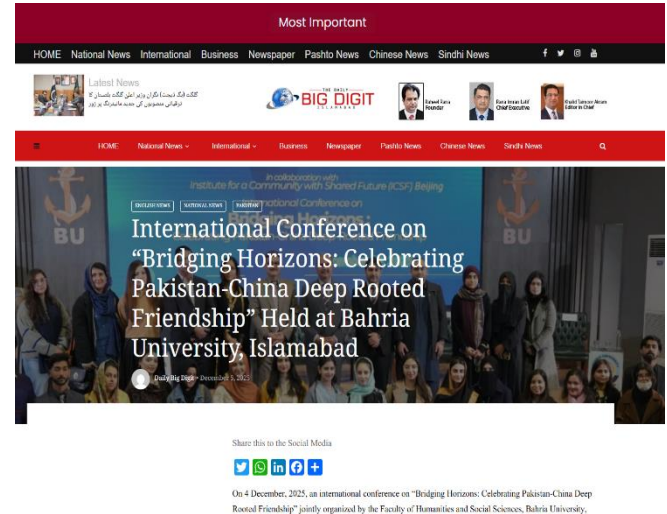 Most Important
HOME National News International Business Newspaper Pashto News Chinese News Sindhi News
Latest News
THE DAILY
BIG DIGIT
ISLAMABAD
Founder
Rana Imran Latif
Chief Executive
Khalid Taimoor Akram
Editor in Chief
HOME National News International Business Newspaper Pashto News Chinese News Sindhi News
in collaboration with
Institute for a Community with Shared Future (ICSF) Beijing
International Conference on
BU
BU
ENGLISH NEWS NATIONAL NEWS PAKISTAN
International Conference on
“Bridging Horizons: Celebrating
Pakistan-China Deep Rooted
Friendship” Held at Bahria
University, Islamabad
Daily Big Digit • December 5, 2025
Share this to the Social Media
On 4 December, 2025, an international conference on “Bridging Horizons: Celebrating Pakistan-China Deep
Rooted Friendship” jointly organized by the Faculty of Humanities and Social Sciences, Bahria University,